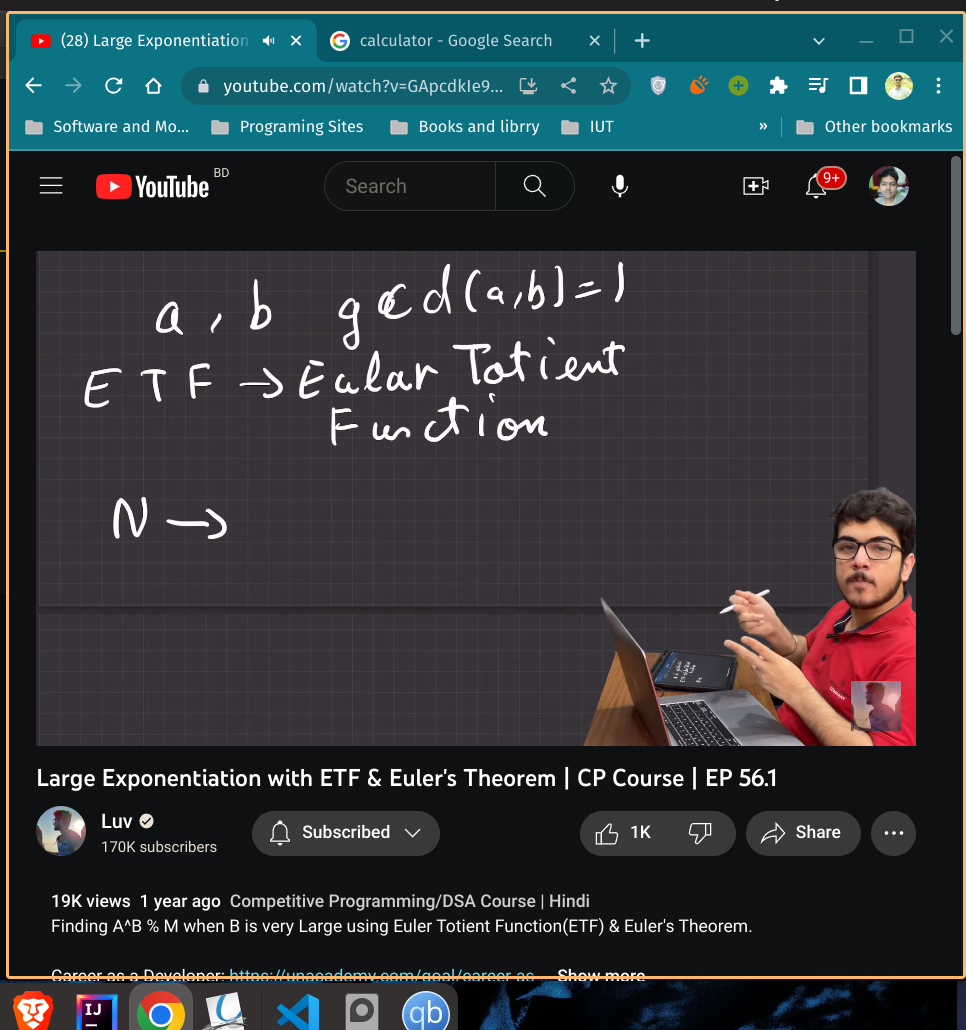 (28) Large Exponentiation
calculator - Google Search
youtube.com/watch?v=GApcdkIe9...
Software and Mo...
Programing Sites
Books and librry
IUT
»
Other bookmarks
YouTube BD
Search
9+
a, b gcd(a,b)=1
ETF → Eular Totient
Function
N →
Large Exponentiation with ETF & Euler's Theorem | CP Course | EP 56.1
Luv
170K subscribers
Subscribed
1K
Share
19K views 1 year ago Competitive Programming/DSA Course | Hindi
Finding A^B % M when B is very Large using Euler Totient Function(ETF) & Euler's Theorem.
Career as a Developer: https://unacademy.com/goal/career-as... Show more
IJ
qb